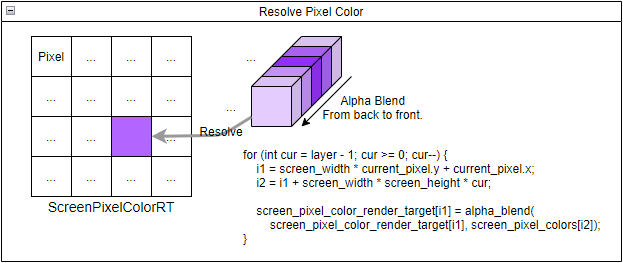 Resolve Pixel Color
Pixel ... ... ...
... ... ... ...
... ... ...
... ... ... ...
ScreenPixelColorRT
...
...
Resolve
Alpha Blend
From back to front.
for (int cur = layer - 1; cur >= 0; cur--) {
i1 = screen_width * current_pixel.y + current_pixel.x;
i2 = i1 + screen_width * screen_height * cur;
screen_pixel_color_render_target[i1] = alpha_blend(
screen_pixel_color_render_target[i1], screen_pixel_colors[i2]);
}